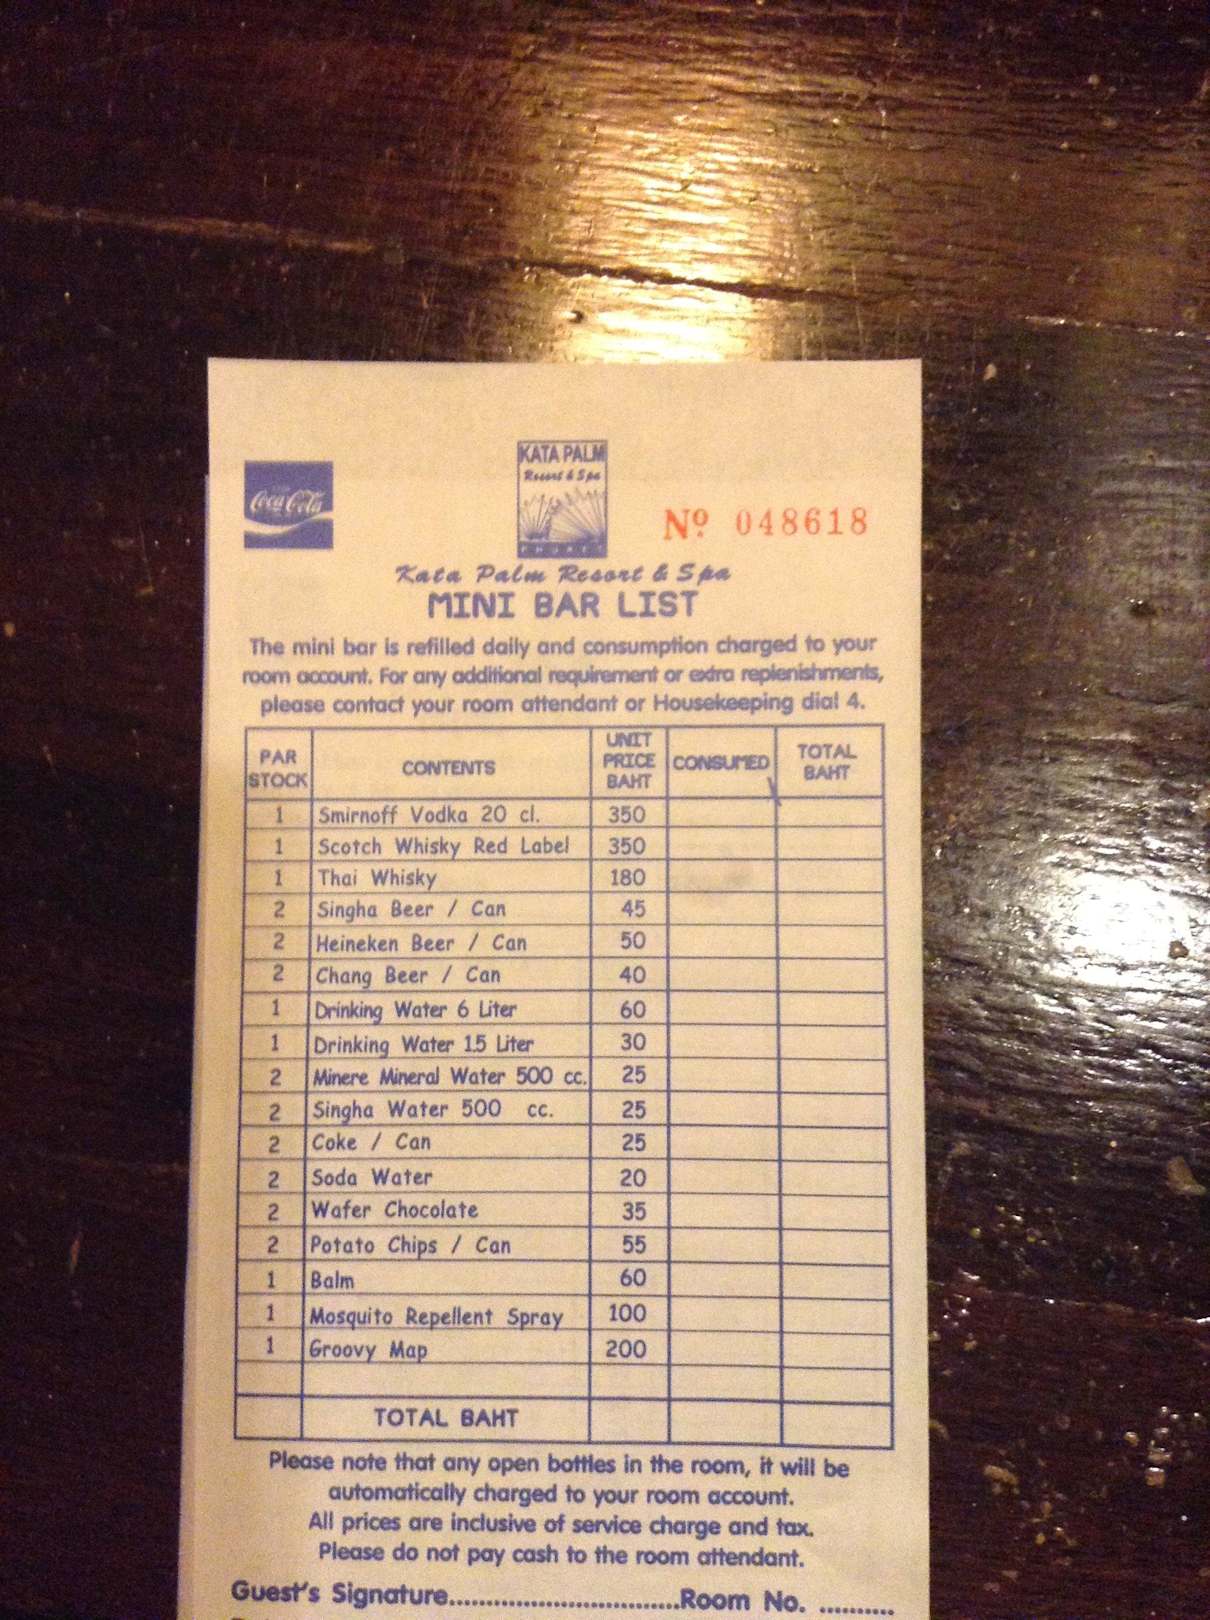 Coca-Cola
KATA PALM
Resort & Spa
PHUKET
Nº 048618
Kata Palm Resort & Spa
MINI BAR LIST
The mini bar is refilled daily and consumption charged to your
room account. For any additional requirement or extra replenishments,
please contact your room attendant or Housekeeping dial 4.
PAR STOCK CONTENTS UNIT PRICE BAHT CONSUMED TOTAL BAHT
1 Smirnoff Vodka 20 cl. 350
1 Scotch Whisky Red Label 350
1 Thai Whisky 180
2 Singha Beer / Can 45
2 Heineken Beer / Can 50
2 Chang Beer / Can 40
1 Drinking Water 6 Liter 60
1 Drinking Water 1.5 Liter 30
2 Minere Mineral Water 500 cc. 25
2 Singha Water 500 cc. 25
2 Coke / Can 25
2 Soda Water 20
2 Wafer Chocolate 35
2 Potato Chips / Can 55
1 Balm 60
1 Mosquito Repellent Spray 100
1 Groovy Map 200
TOTAL BAHT
Please note that any open bottles in the room, it will be
automatically charged to your room account.
All prices are inclusive of service charge and tax.
Please do not pay cash to the room attendant.
Guest's Signature...............................Room No. ..........